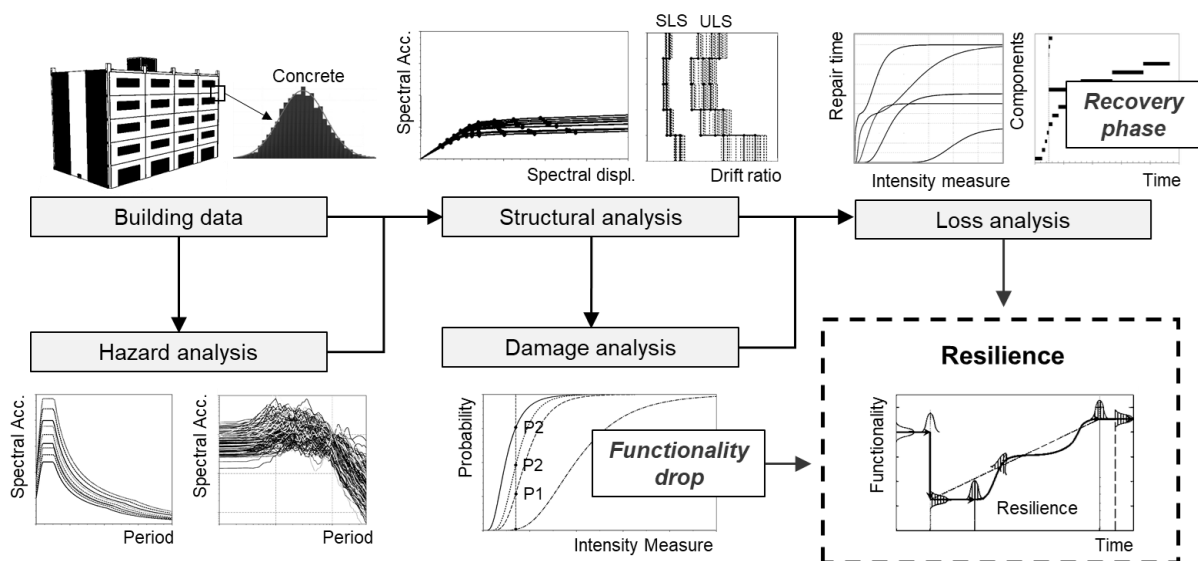 Concrete
Spectral Acc.
Spectral displ.
SLS
ULS
Drift ratio
Repair time
Intensity measure
Components
Recovery
phase
Time
Building data
Structural analysis
Loss analysis
Hazard analysis
Damage analysis
Resilience
Spectral Acc.
Period
Spectral Acc.
Period
Probability
P2
P2
P1
Intensity Measure
Functionality
drop
Functionality
Resilience
Time